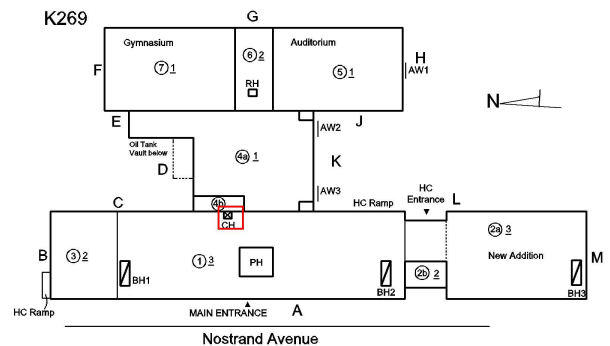 K269
G
Gymnasium
6 2
Auditorium
H
F
7 1
5 1
AW1
RH
N
E
J
AW2
Oil Tank
Vault below
4a 1
D
K
AW3
HC
Entrance
C
4b
HC Ramp
L
CH
2a 3
B
3 2
1 3
PH
New Addition
M
BH1
2b 2
BH2
BH3
HC Ramp
MAIN ENTRANCE
A
Nostrand Avenue